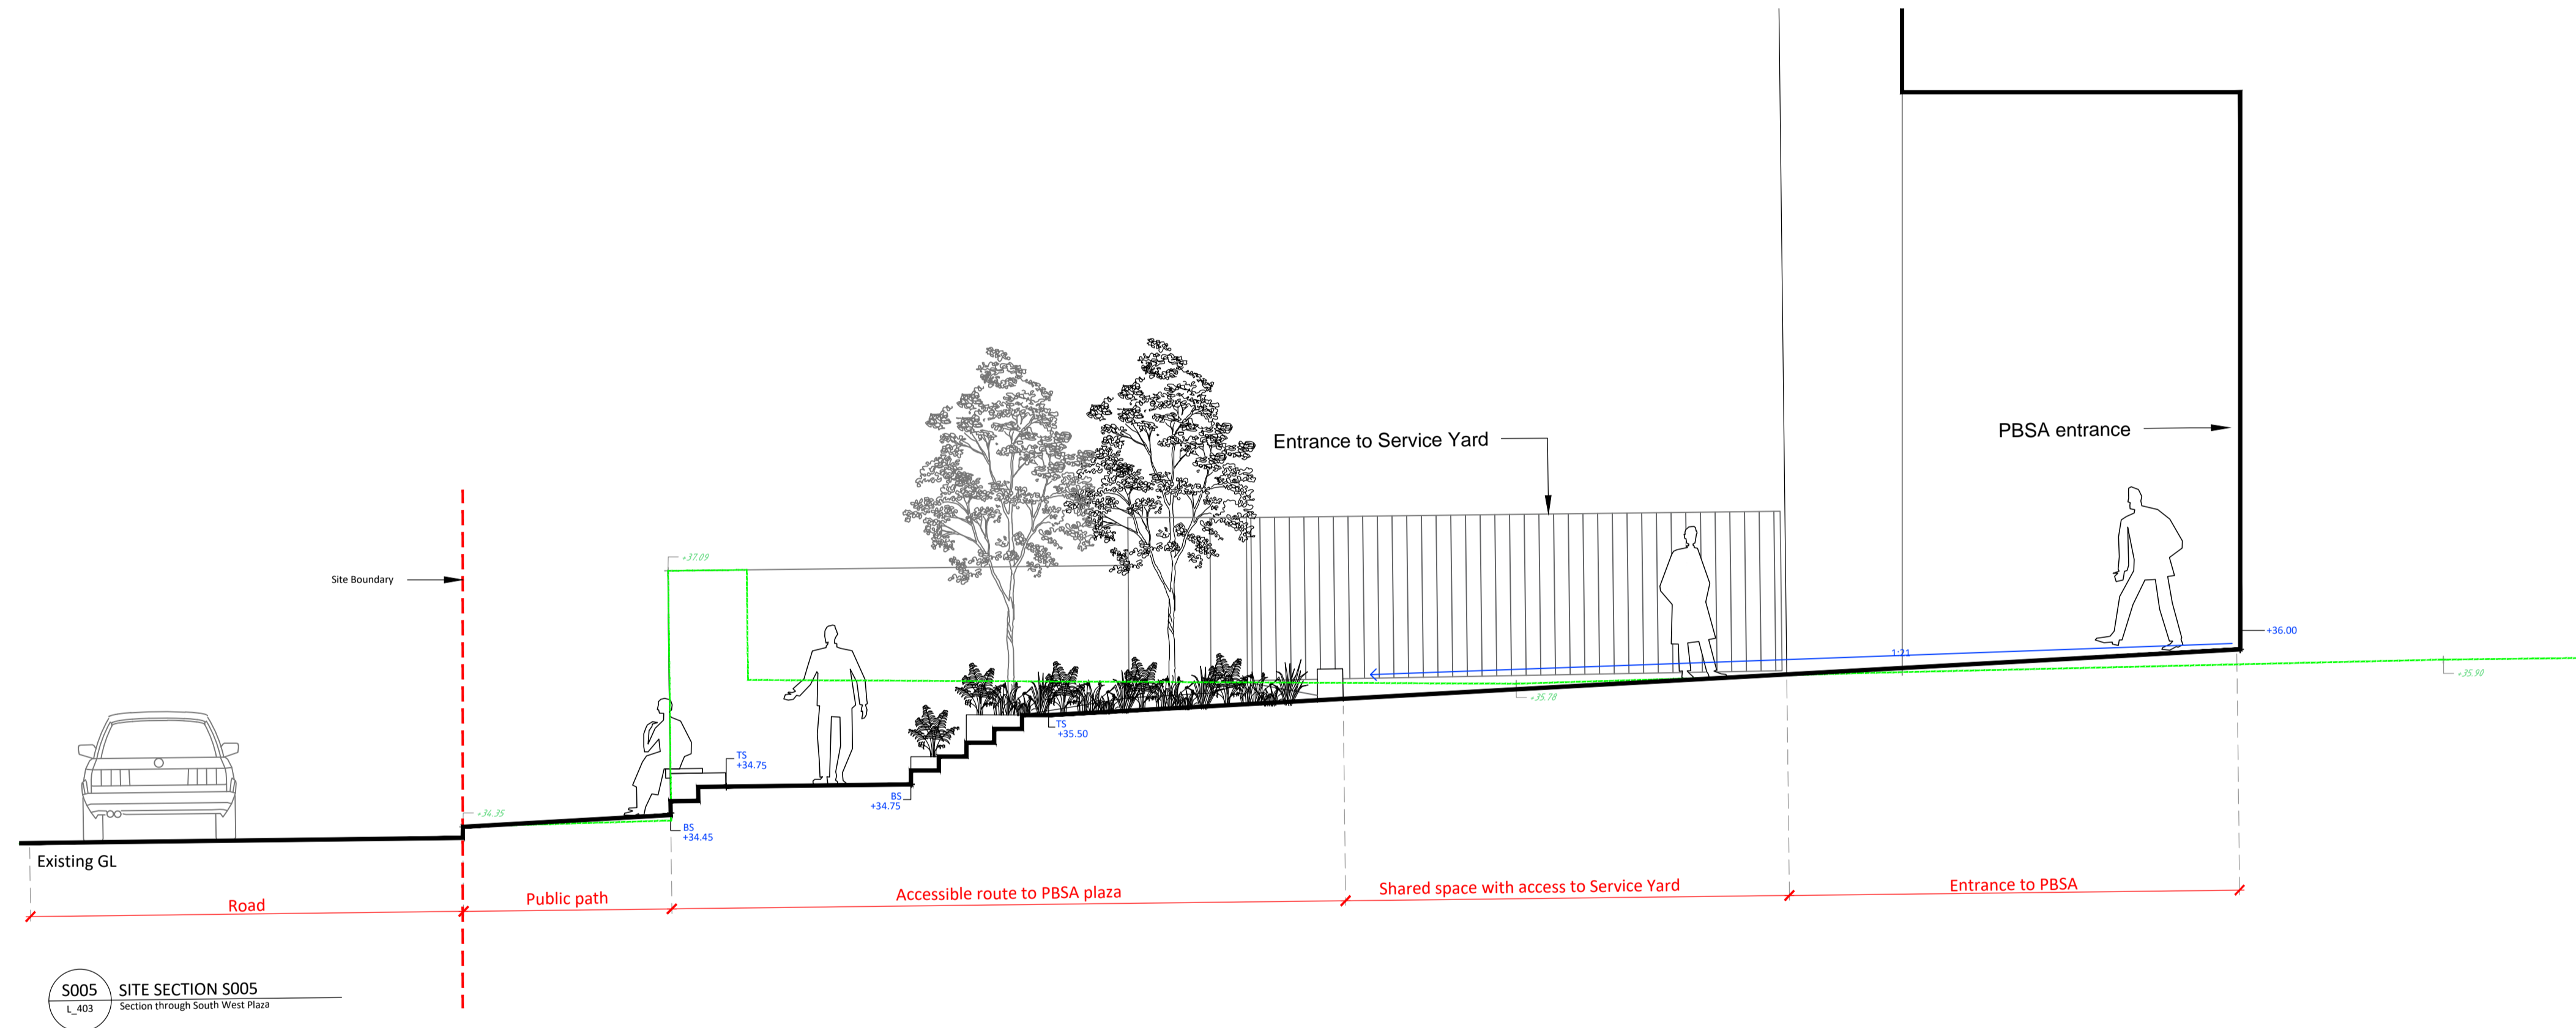 Entrance to Service Yard
PBSA entrance
+37.09
Site Boundary
+36.00
1:21
+35.90
+35.78
TS
+35.50
TS
+34.75
BS
+34.75
+34.35
BS
+34.45
Existing GL
Road
Public path
Accessible route to PBSA plaza
Shared space with access to Service Yard
Entrance to PBSA
S005
L_403
SITE SECTION S005
Section through South West Plaza